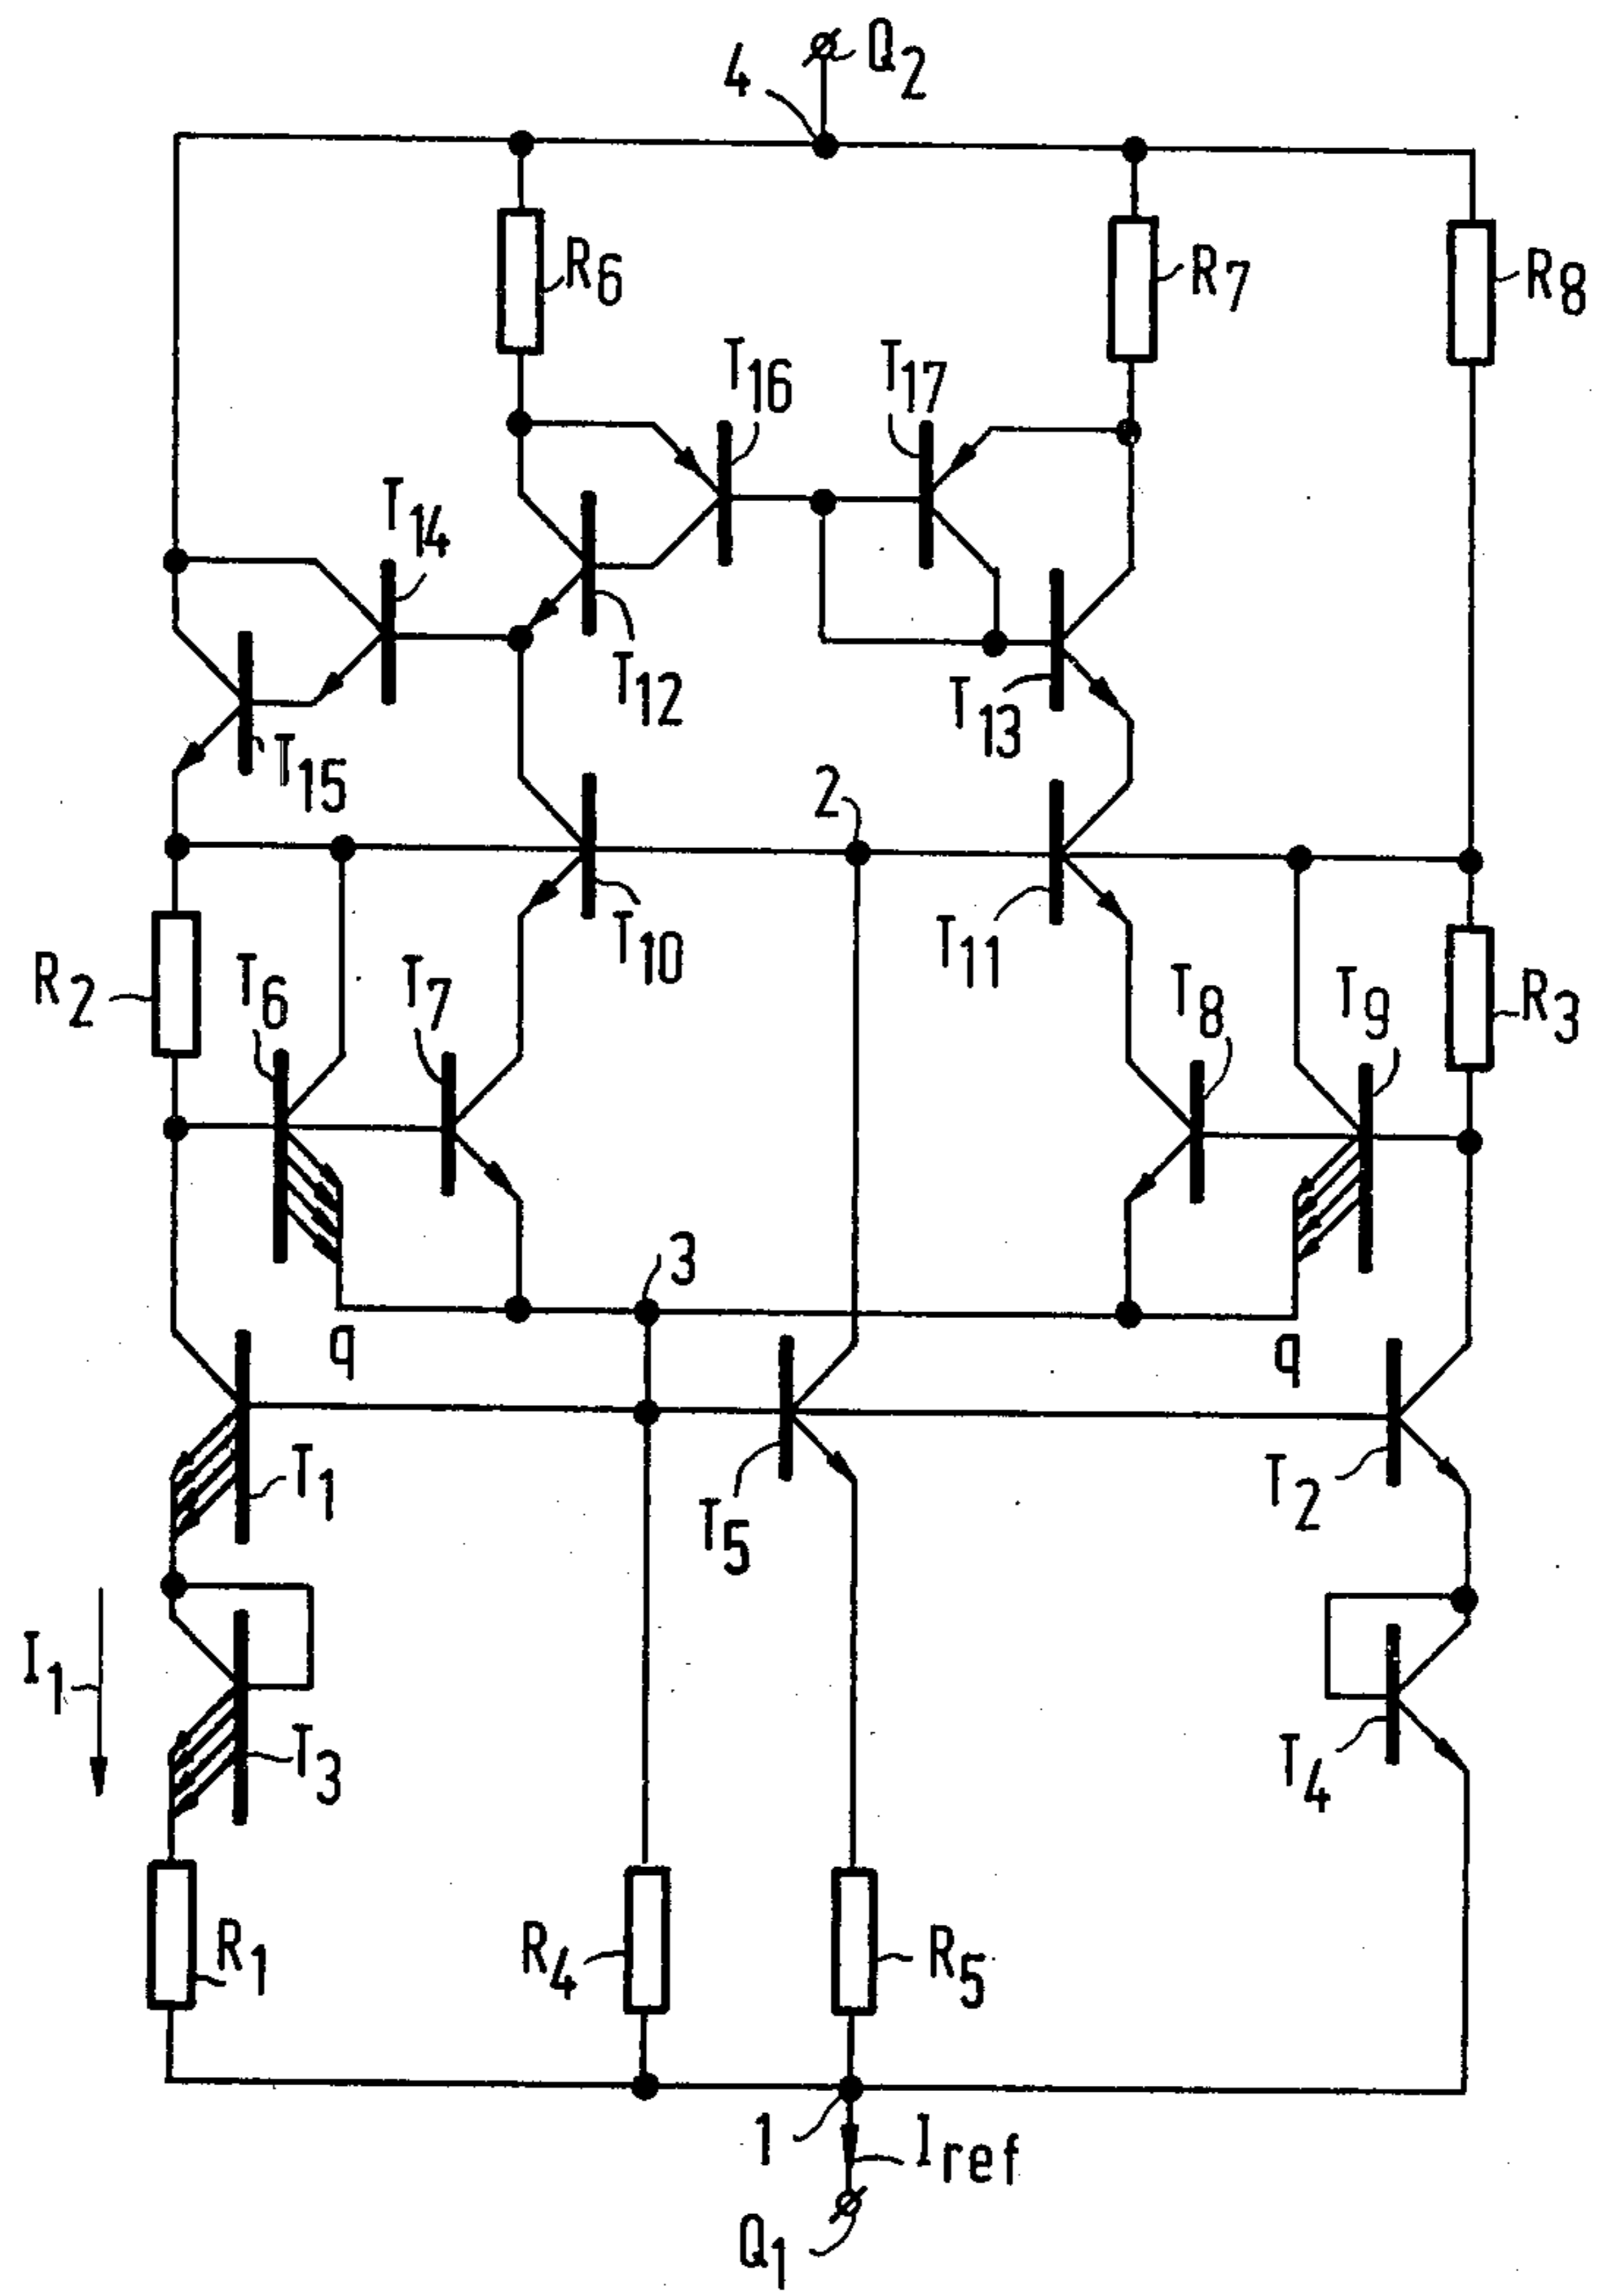 4 Q2
R6 R7 R8
T16 T17
T14
T12 T13
T15
2
T10 T11
R2 T6 T7 T8 T9 R3
3
q q
T1 T5 T2
I1
T3 T4
R1 R4 R5
1 Iref
Q1